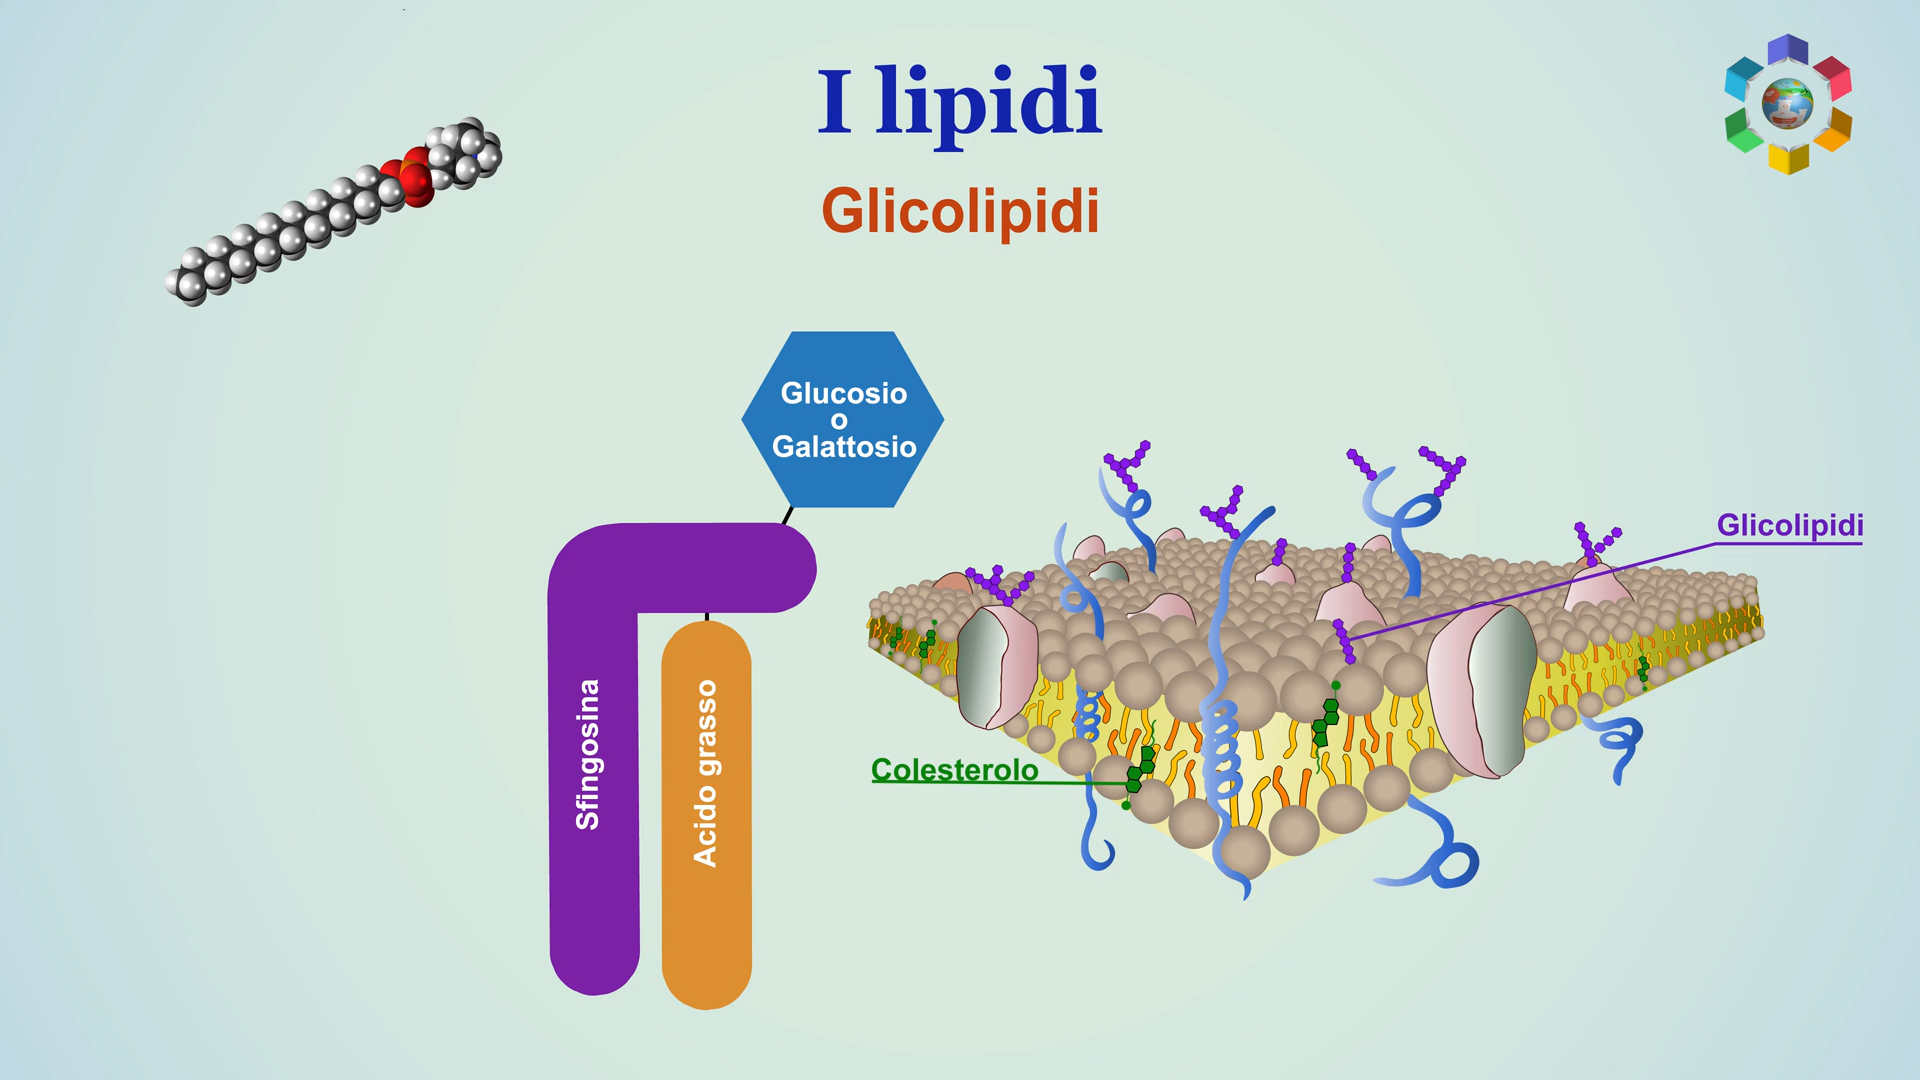 I lipidi
Glicolipidi
Glucosio
o
Galattosio
Sfingosina
Acido grasso
Glicolipidi
Colesterolo